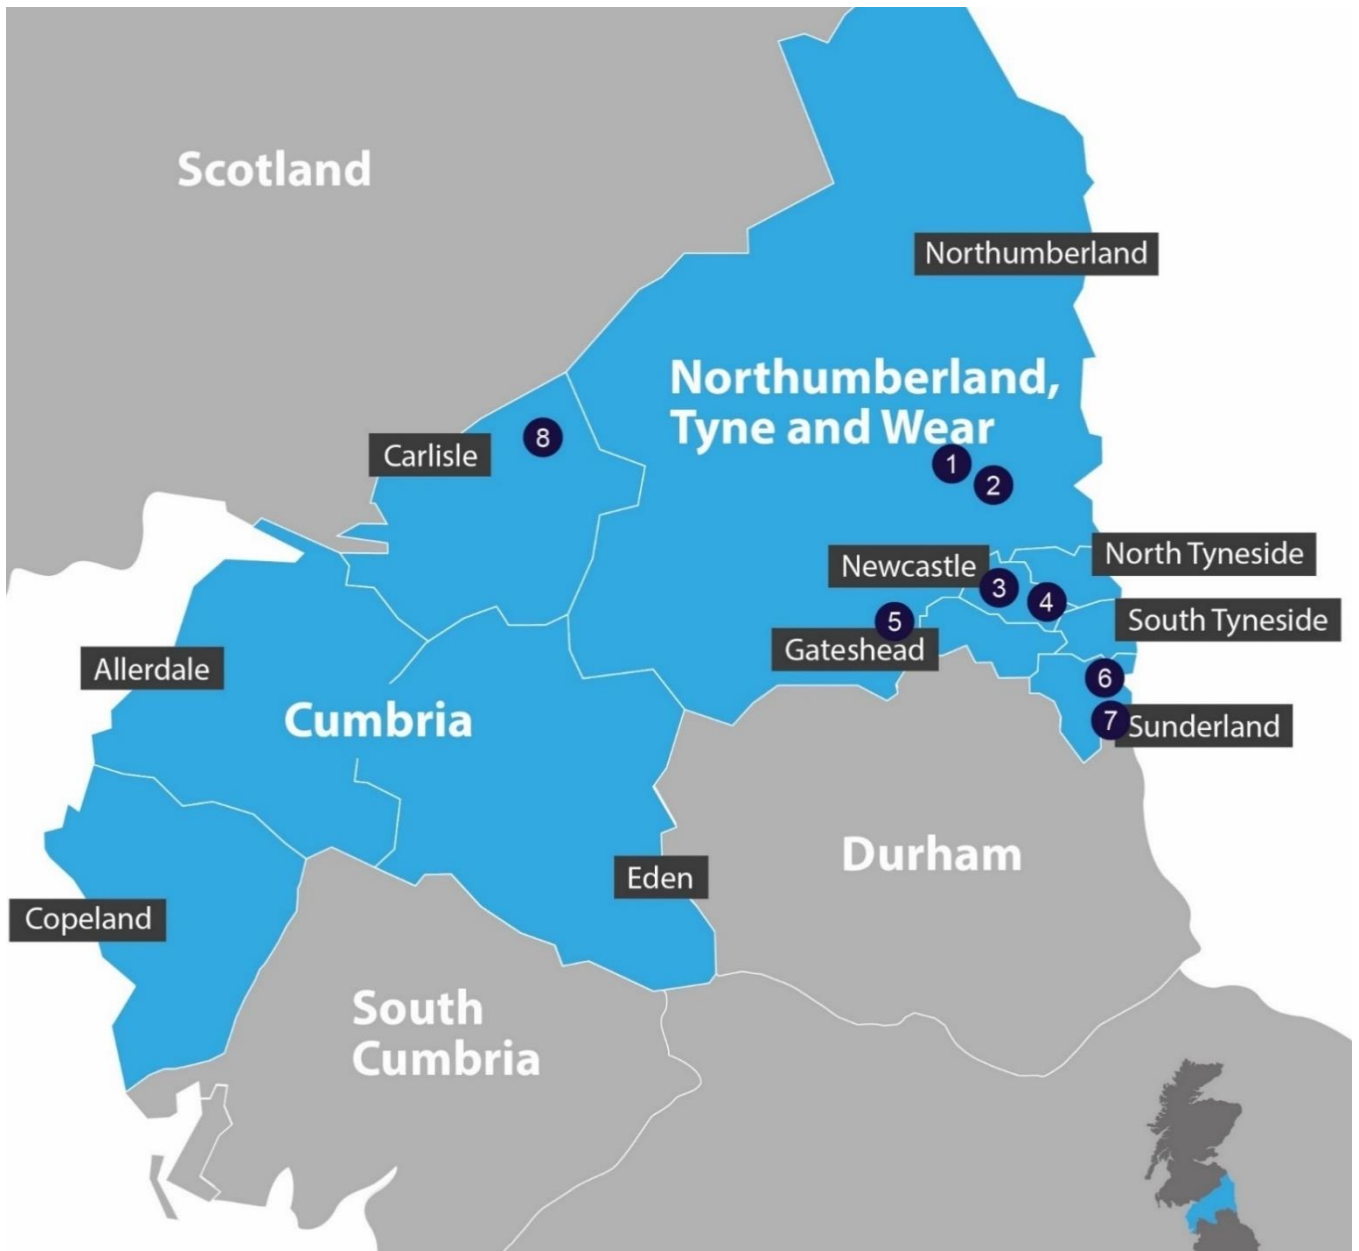 Scotland
Northumberland
Northumberland,
Tyne and Wear
8
Carlisle
1
2
North Tyneside
Newcastle
3
4
5
South Tyneside
Gateshead
Allerdale
6
Cumbria
7
Sunderland
Durham
Eden
Copeland
South
Cumbria